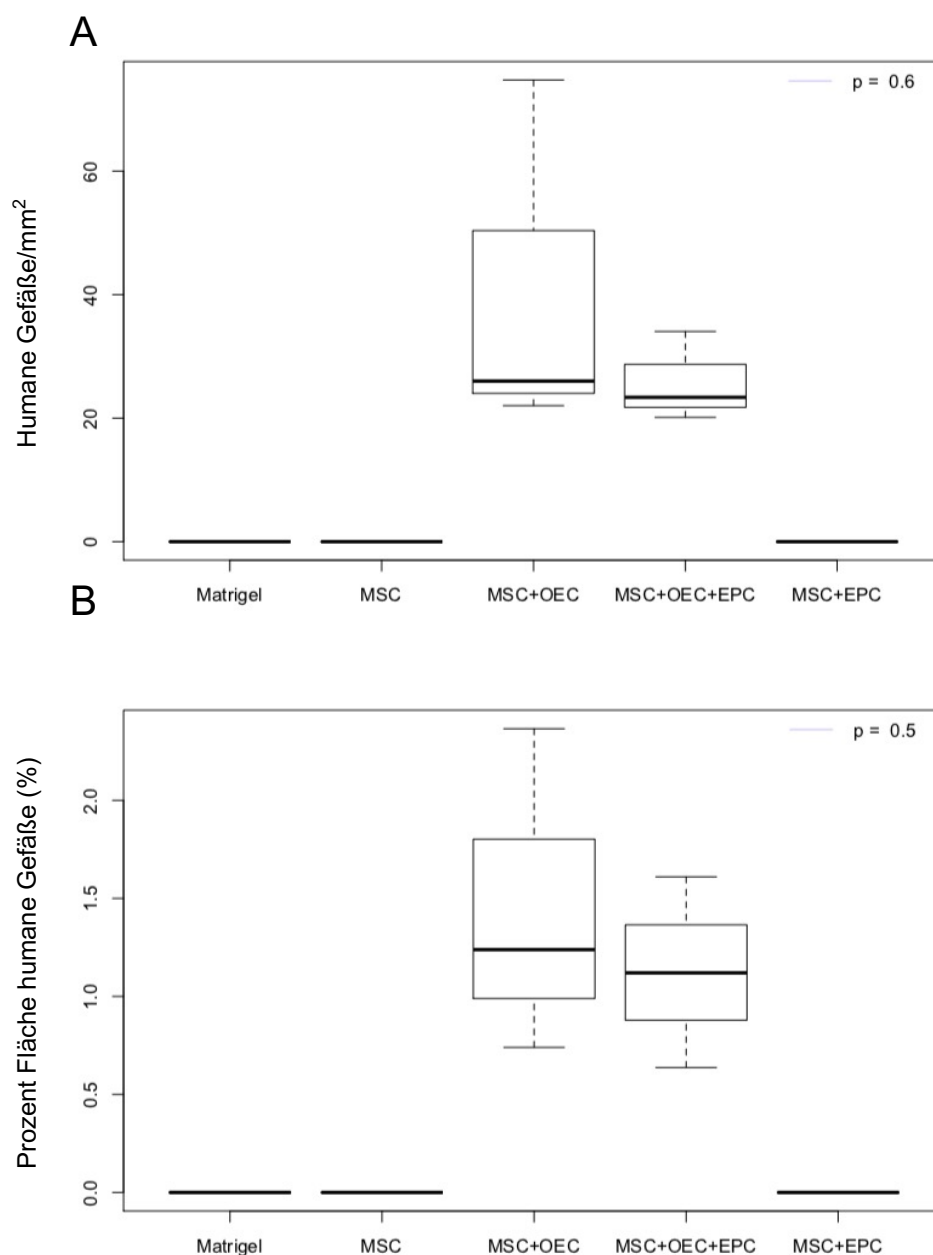 A
p = 0.6
Humane Gefäße/mm²
60
40
20
0
Matrigel MSC MSC+OEC MSC+OEC+EPC MSC+EPC
B
p = 0.5
Prozent Fläche humane Gefäße (%)
2.0
1.5
1.0
0.5
0.0
Matrigel MSC MSC+OEC MSC+OEC+EPC MSC+EPC